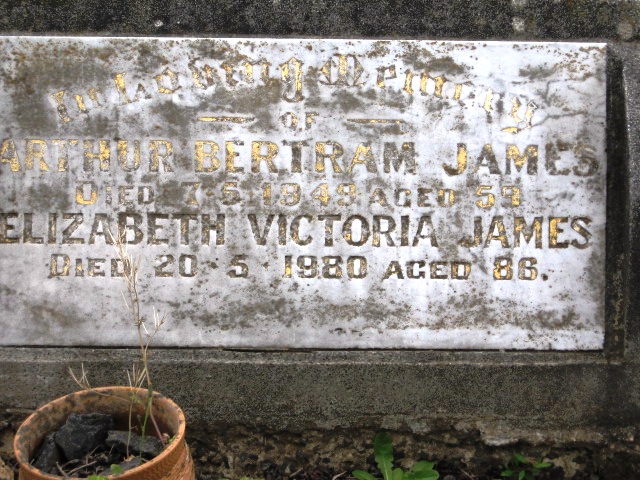 In Loving Memory
OF
ARTHUR BERTRAM JAMES
DIED 7.5.1949 AGED 57
ELIZABETH VICTORIA JAMES
DIED 20.5.1980 AGED 86.